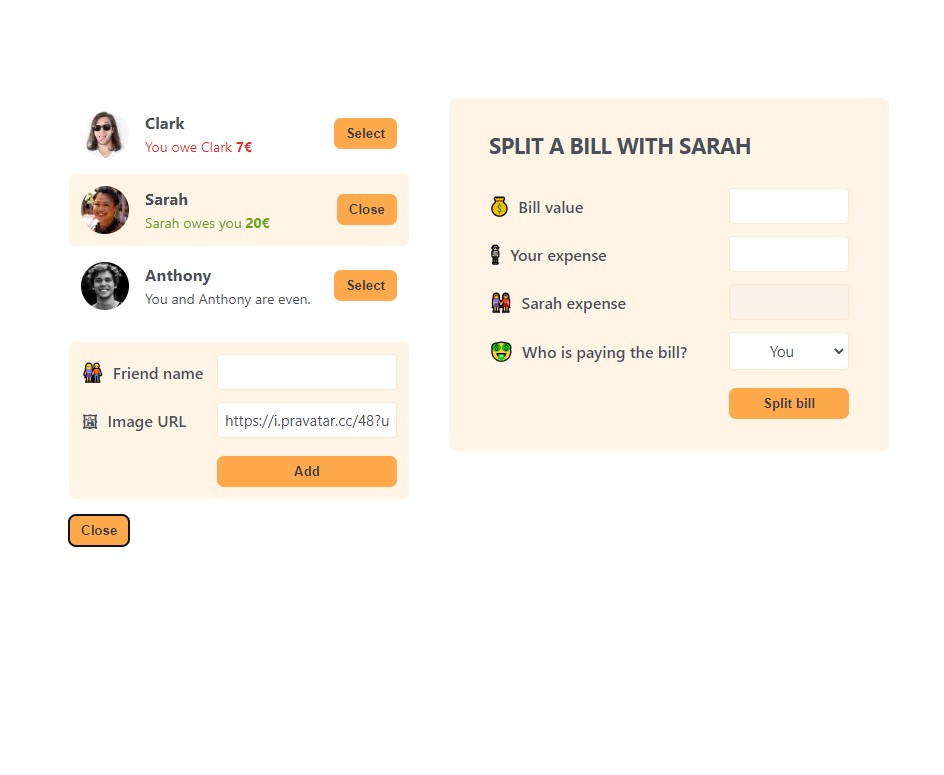 Clark
You owe Clark 7€
Select
Sarah
Sarah owes you 20€
Close
Anthony
You and Anthony are even.
Select
Friend name
Image URL
https://i.pravatar.cc/48?u
Add
Close
SPLIT A BILL WITH SARAH
Bill value
Your expense
Sarah expense
Who is paying the bill?
You
Split bill